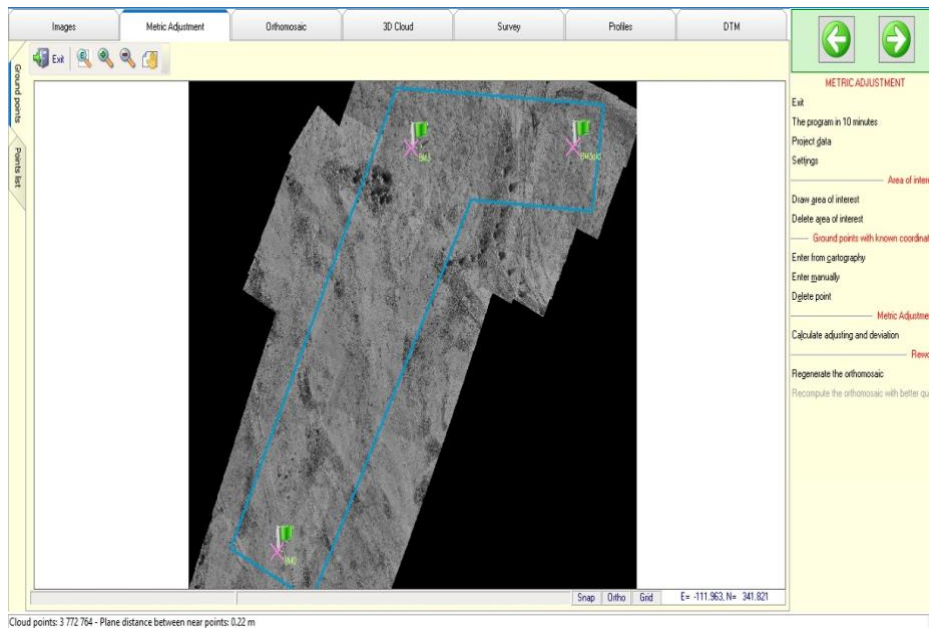 Images Metric Adjustment Orthomosaic 3D Cloud Survey Profiles DTM
Exit
Ground points
Points list
METRIC ADJUSTMENT
Exit
The program in 10 minutes
Project data
Settings
Area of intere
Draw area of interest
Delete area of interest
Ground points with known coordinat
Enter from cartography
Enter manually
Delete point
Metric Adjustme
Calculate adjusting and deviation
Rewo
Regenerate the orthomosaic
Recompute the orthomosaic with better qu
Snap Ortho Grid E= -111.963, N= 341.821
Cloud points: 3 772 764 - Plane distance between near points: 0.22 m